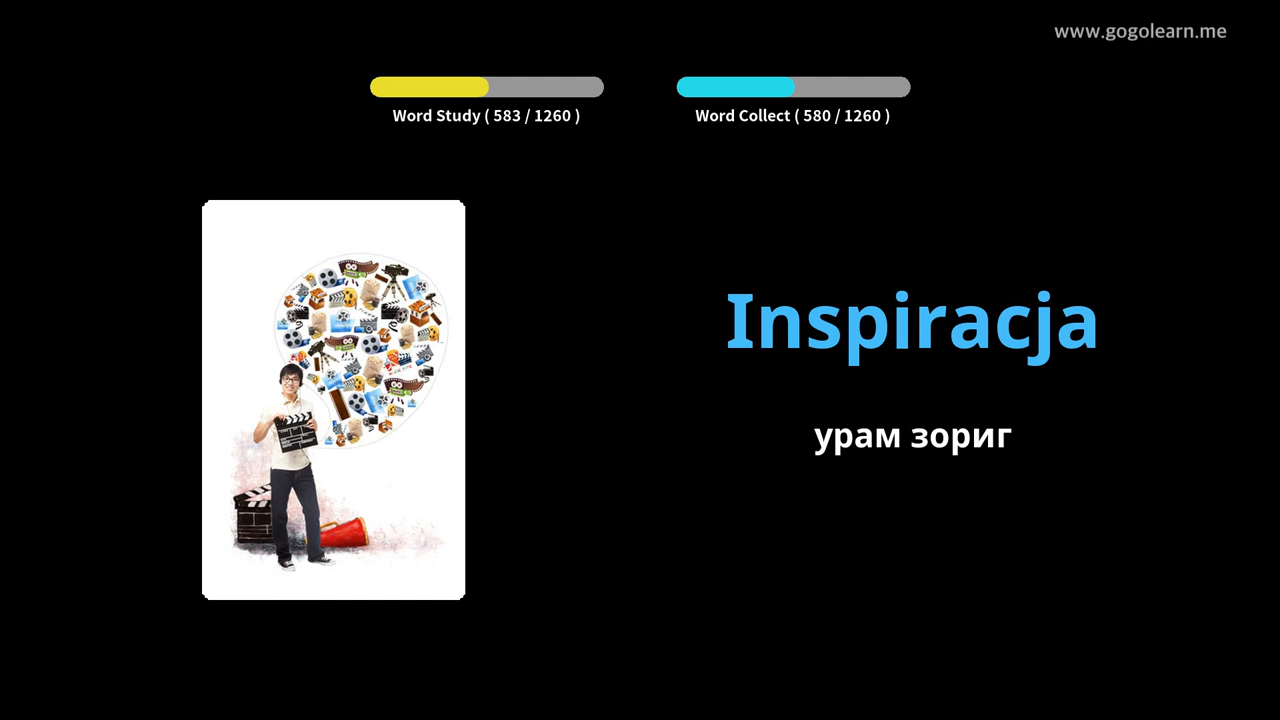 www.gogolearn.me
Word Study ( 583 / 1260 )
Word Collect ( 580 / 1260 )
Inspiracja
урам зориг